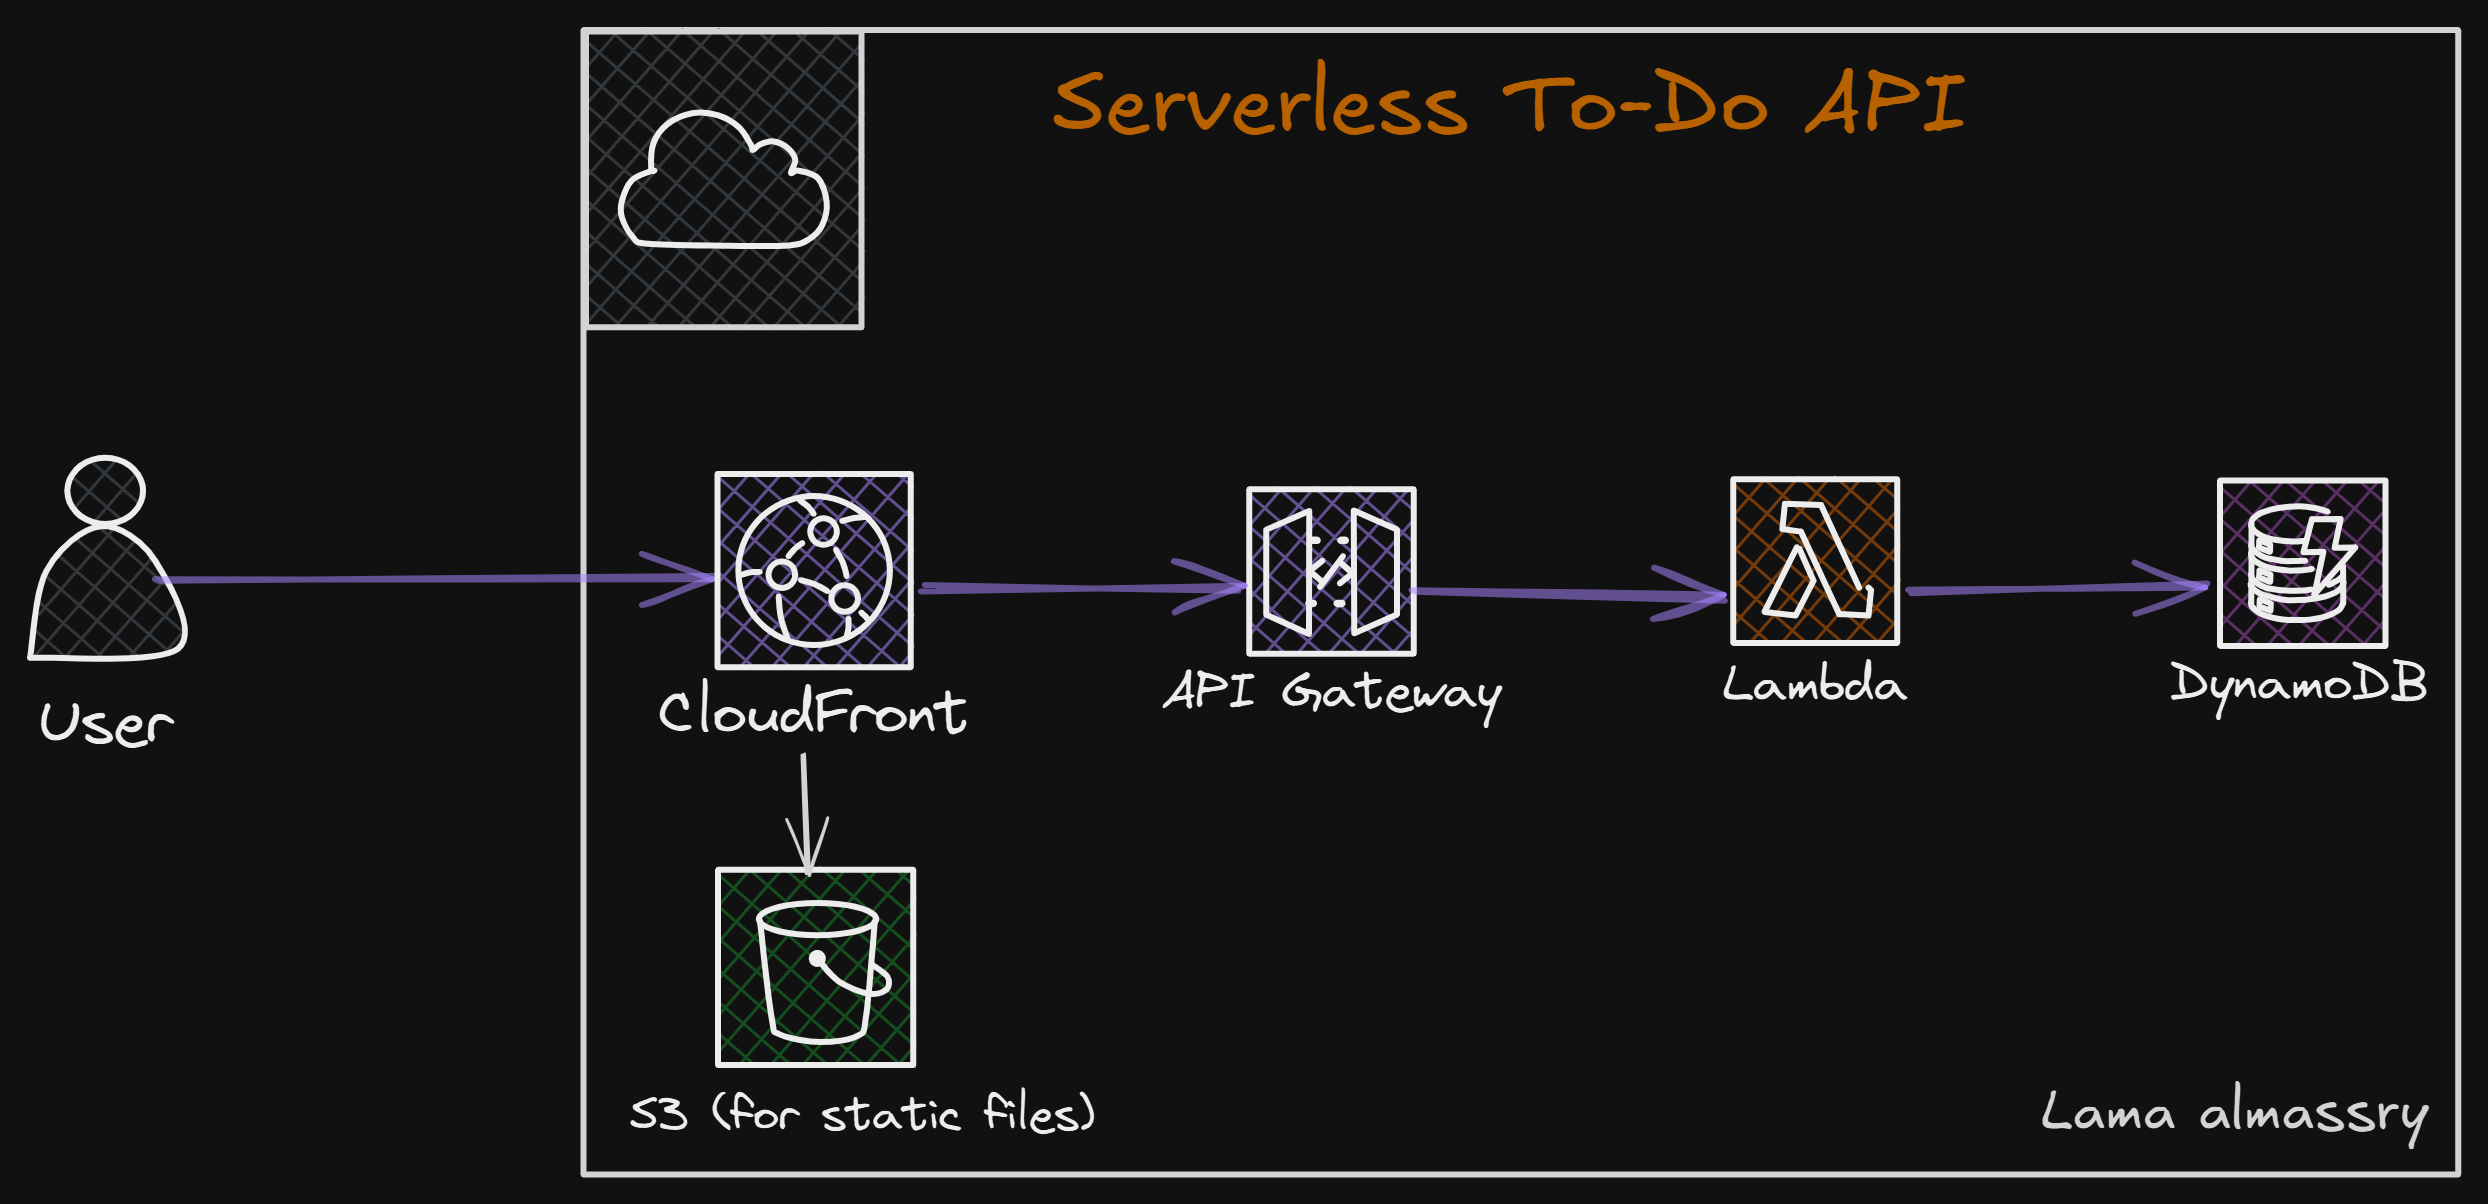 Serverless To-Do API
User
CloudFront
API Gateway
Lambda
DynamoDB
S3 (for static files)
Lama almassry